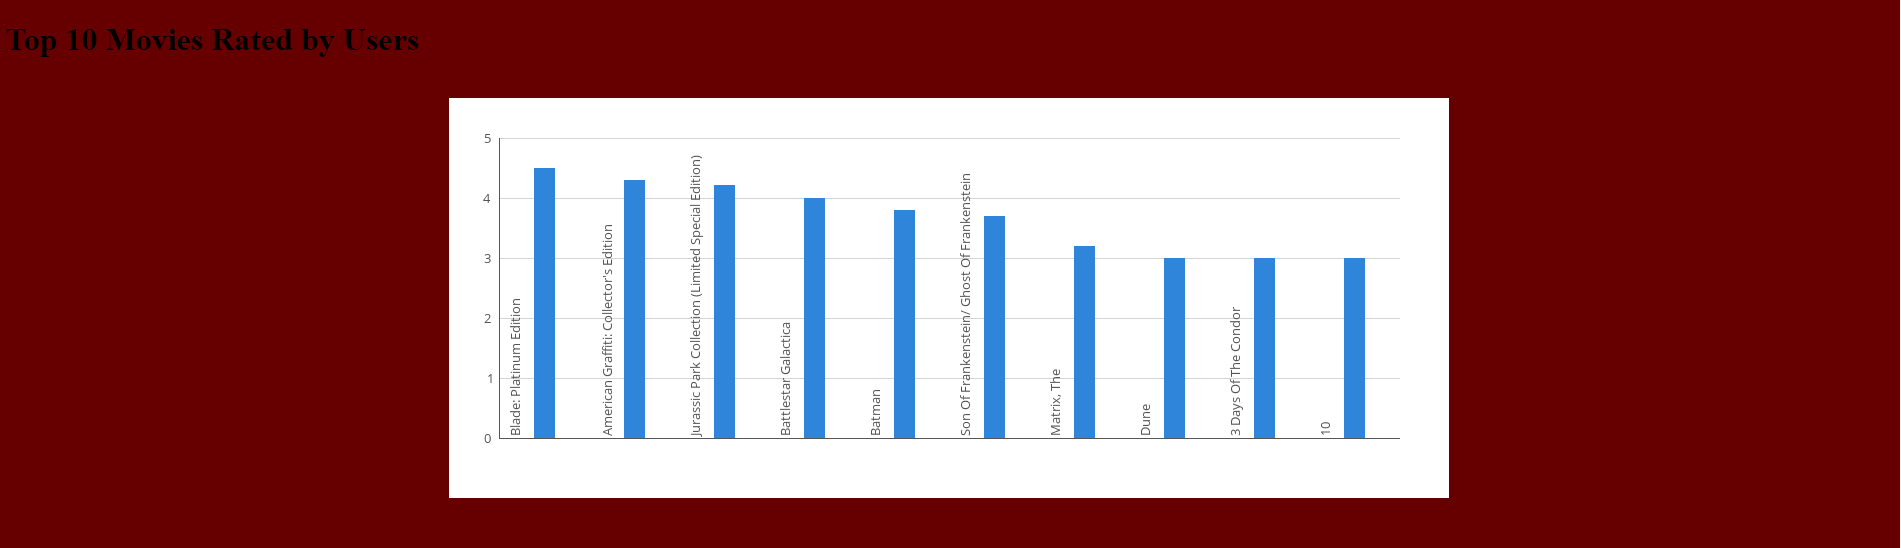 Top 10 Movies Rated by Users
5
4
3
2
1
0
Blade: Platinum Edition
American Graffiti: Collector's Edition
Jurassic Park Collection (Limited Special Edition)
Battlestar Galactica
Batman
Son Of Frankenstein/ Ghost Of Frankenstein
Matrix, The
Dune
3 Days Of The Condor
10